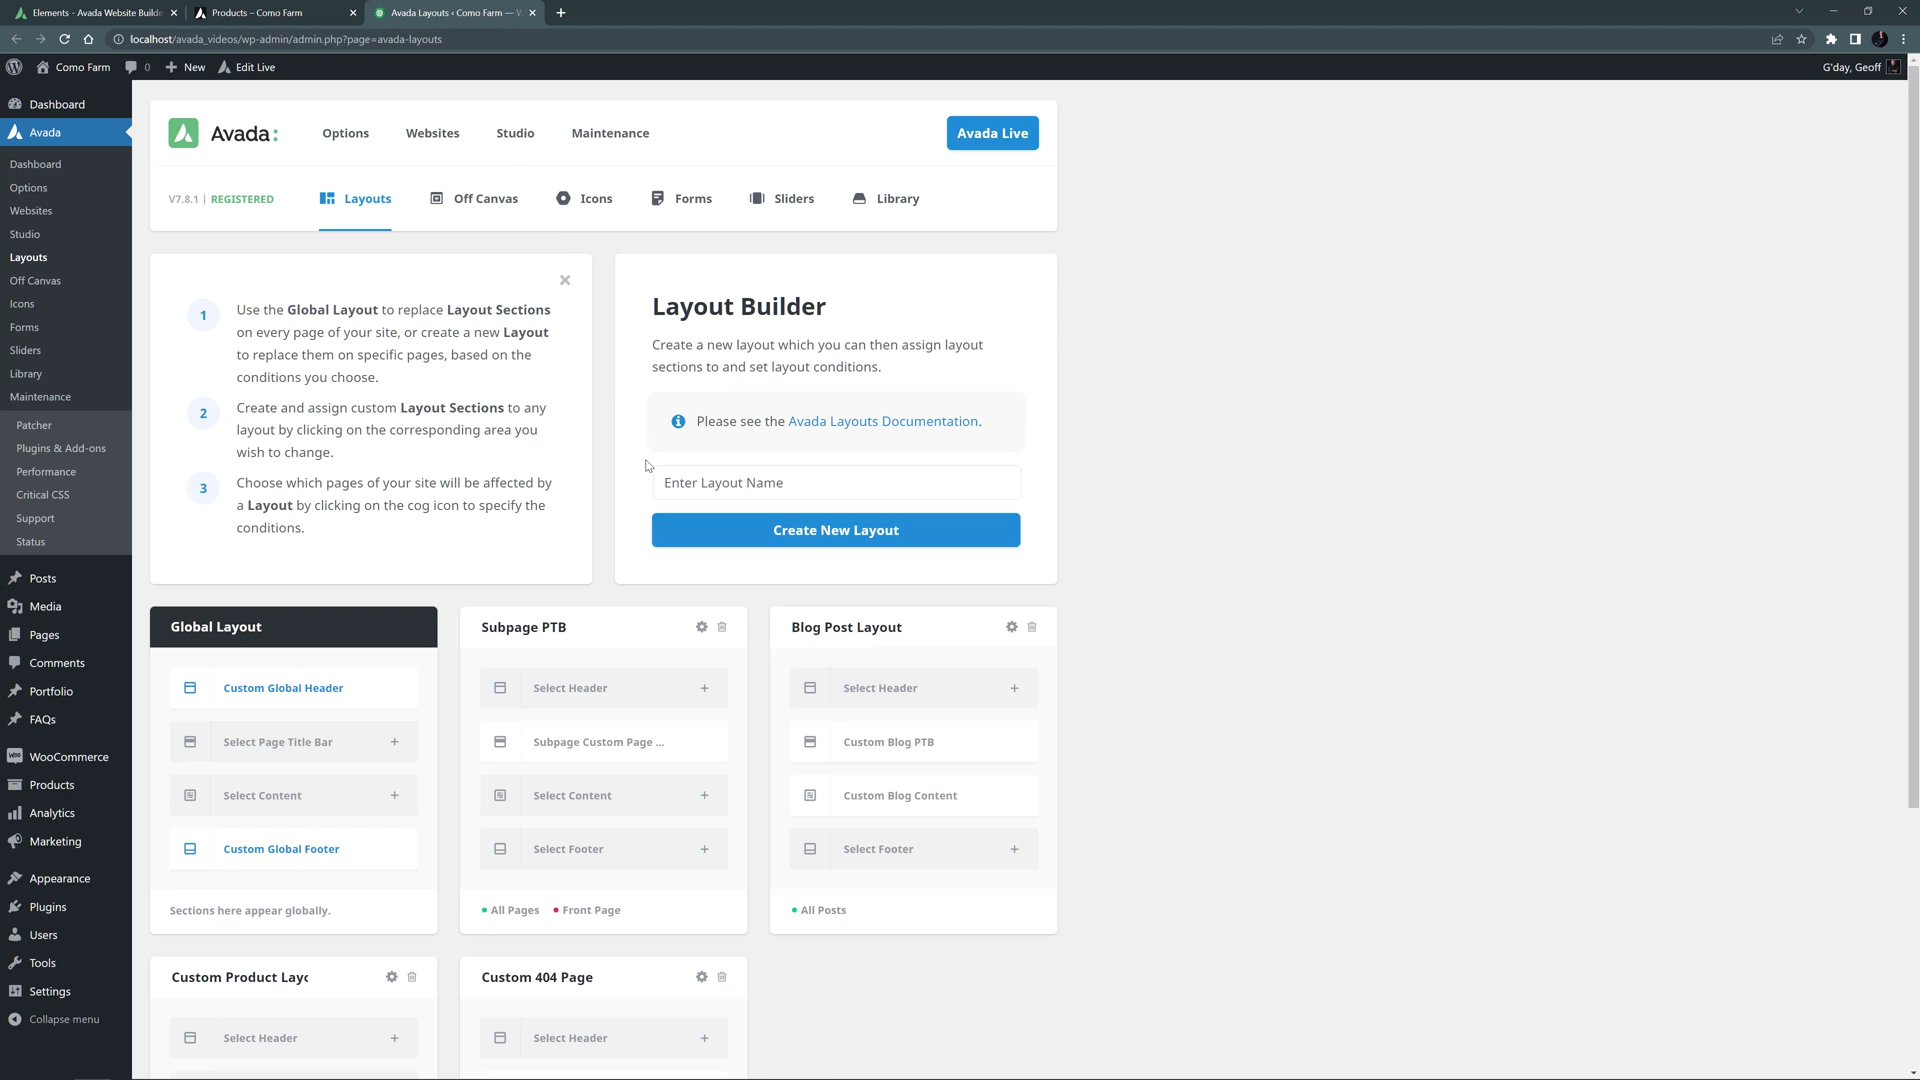 Elements - Avada Website Builde
Products – Como Farm
Avada Layouts ‹ Como Farm —
localhost/avada_videos/wp-admin/admin.php?page=avada-layouts
Como Farm
0
New
Edit Live
G'day, Geoff
Dashboard
Avada
Dashboard
Options
Websites
Studio
Layouts
Off Canvas
Icons
Forms
Sliders
Library
Maintenance
Patcher
Plugins & Add-ons
Performance
Critical CSS
Support
Status
Posts
Media
Pages
Comments
Portfolio
FAQs
WooCommerce
Products
Analytics
Marketing
Appearance
Plugins
Users
Tools
Settings
Collapse menu
Avada:
Options
Websites
Studio
Maintenance
Avada Live
V7.8.1 | REGISTERED
Layouts
Off Canvas
Icons
Forms
Sliders
Library
1
Use the Global Layout to replace Layout Sections
on every page of your site, or create a new Layout
to replace them on specific pages, based on the
conditions you choose.
2
Create and assign custom Layout Sections to any
layout by clicking on the corresponding area you
wish to change.
3
Choose which pages of your site will be affected by
a Layout by clicking on the cog icon to specify the
conditions.
Layout Builder
Create a new layout which you can then assign layout
sections to and set layout conditions.
Please see the Avada Layouts Documentation.
Enter Layout Name
Create New Layout
Global Layout
Custom Global Header
Select Page Title Bar
Select Content
Custom Global Footer
Sections here appear globally.
Subpage PTB
Select Header
Subpage Custom Page ...
Select Content
Select Footer
All Pages
Front Page
Blog Post Layout
Select Header
Custom Blog PTB
Custom Blog Content
Select Footer
All Posts
Custom Product Layo
Select Header
Custom 404 Page
Select Header